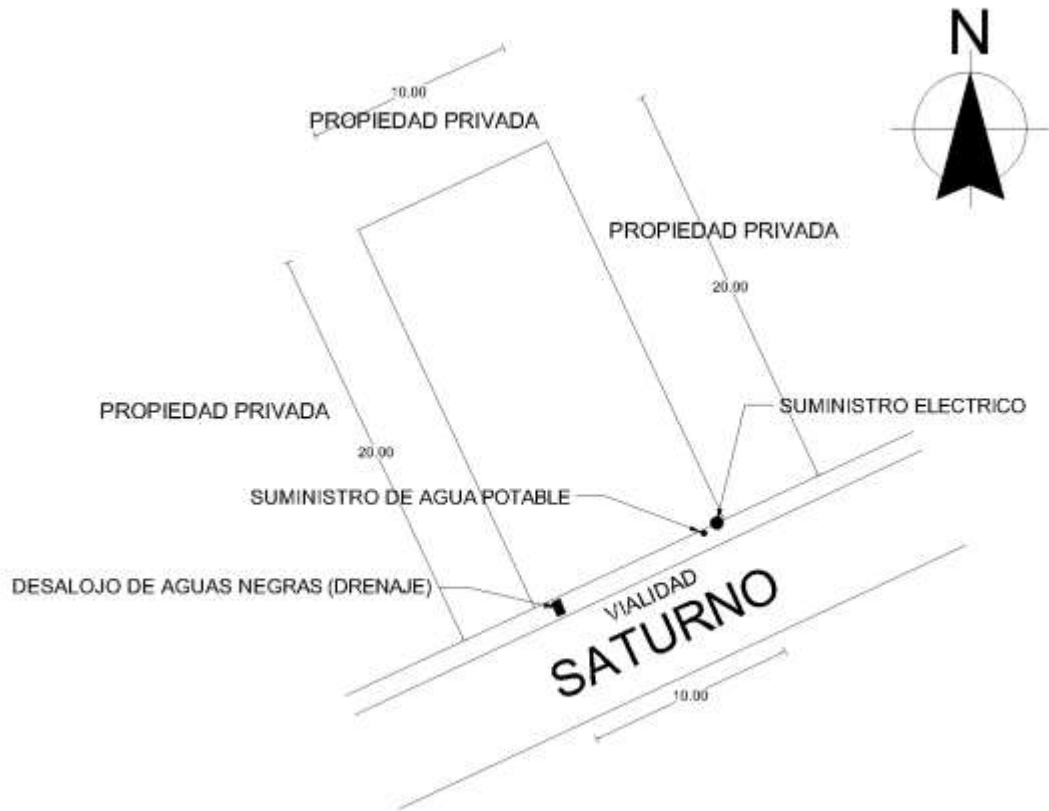 N
10.00
PROPIEDAD PRIVADA
PROPIEDAD PRIVADA
20.00
PROPIEDAD PRIVADA
SUMINISTRO ELECTRICO
20.00
SUMINISTRO DE AGUA POTABLE
DESALOJO DE AGUAS NEGRAS (DRENAJE)
VIALIDAD
SATURNO
10.00